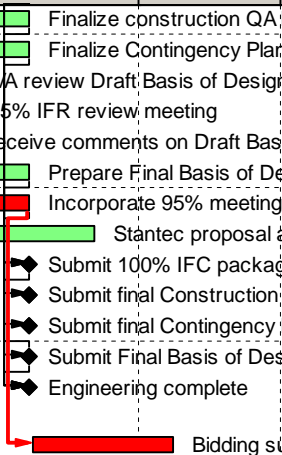 Finalize construction QA
Finalize Contingency Plan
A review Draft Basis of Design
5% IFR review meeting
eceive comments on Draft Bas
Prepare Final Basis of De
Incorporate 95% meeting
Stantec proposal a
Submit 100% IFC packag
Submit final Construction
Submit final Contingency
Submit Final Basis of Des
Engineering complete
Bidding su